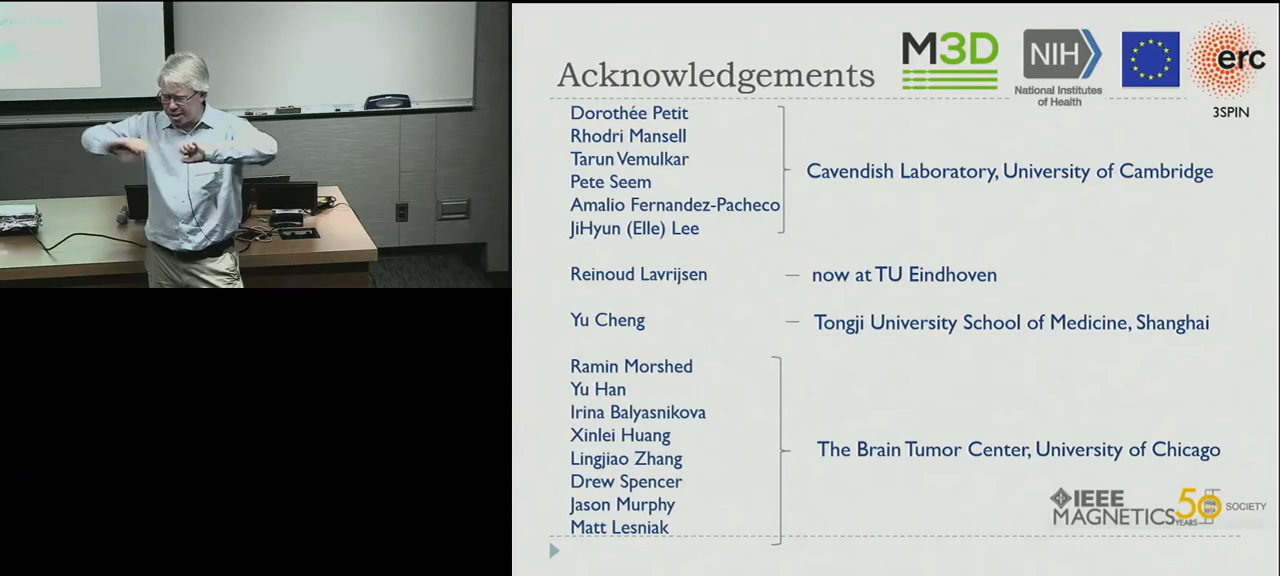 Acknowledgements
M3D
NIH
National Institutes
of Health
erc
3SPIN
Dorothée Petit
Rhodri Mansell
Tarun Vemulkar
Pete Seem
Amalio Fernandez-Pacheco
JiHyun (Elle) Lee
Cavendish Laboratory, University of Cambridge
Reinoud Lavrijsen — now at TU Eindhoven
Yu Cheng — Tongji University School of Medicine, Shanghai
Ramin Morshed
Yu Han
Irina Balyasnikova
Xinlei Huang
Lingjiao Zhang
Drew Spencer
Jason Murphy
Matt Lesniak
The Brain Tumor Center, University of Chicago
IEEE
MAGNETICS
50
YEARS
SOCIETY